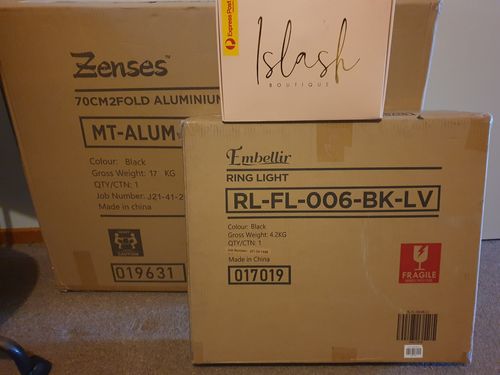 Express Post
Islash
BOUTIQUE
Zenses™
70CM2FOLD ALUMINIU
MT-ALUM-
Colour: Black
Gross Weight: 17 KG
QTY/CTN: 1
Job Number: J21-41-2
Made in china
CAUTION
019631
Embellir
RING LIGHT
RL-FL-006-BK-LV
Colour: Black
Gross Weight: 4.2KG
QTY/CTN: 1
Made in China
017019
FRAGILE